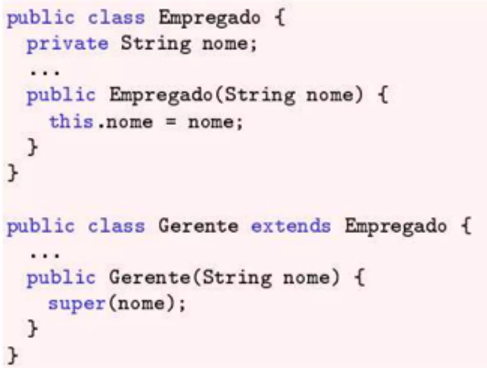 public class Empregado {
  private String nome;
  ...
  public Empregado(String nome) {
    this.nome = nome;
  }
}

public class Gerente extends Empregado {
  ...
  public Gerente(String nome) {
    super(nome);
  }
}